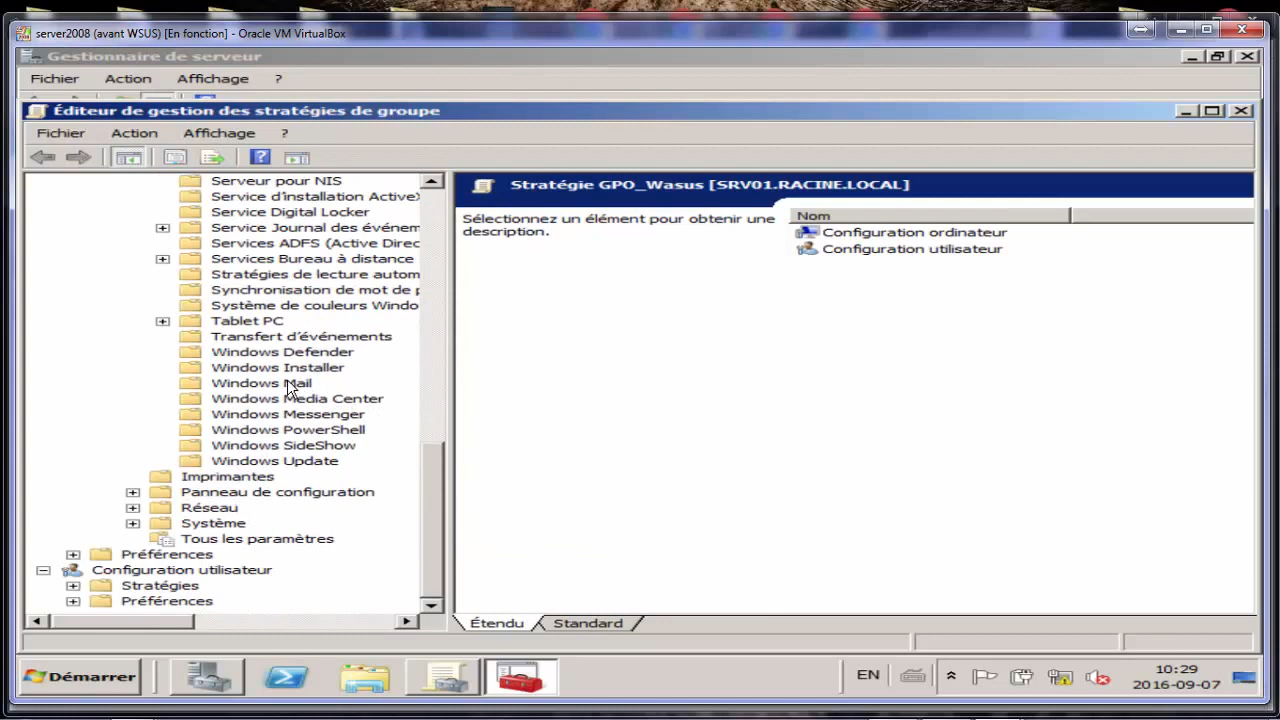 server2008 (avant WSUS) [En fonction] - Oracle VM VirtualBox
Gestionnaire de serveur
Fichier Action Affichage ?
Éditeur de gestion des stratégies de groupe
Fichier Action Affichage ?
Serveur pour NIS
Service d'installation ActiveX
Service Digital Locker
Service Journal des événem
Services ADFS (Active Direc
Services Bureau à distance
Stratégies de lecture autom
Synchronisation de mot de p
Système de couleurs Windo
Tablet PC
Transfert d'événements
Windows Defender
Windows Installer
Windows Mail
Windows Media Center
Windows Messenger
Windows PowerShell
Windows SideShow
Windows Update
Imprimantes
Panneau de configuration
Réseau
Système
Tous les paramètres
Préférences
Configuration utilisateur
Stratégies
Préférences
Stratégie GPO_Wasus [SRV01.RACINE.LOCAL]
Sélectionnez un élément pour obtenir une
description.
Nom
Configuration ordinateur
Configuration utilisateur
Étendu Standard
Démarrer
EN
10:29
2016-09-07